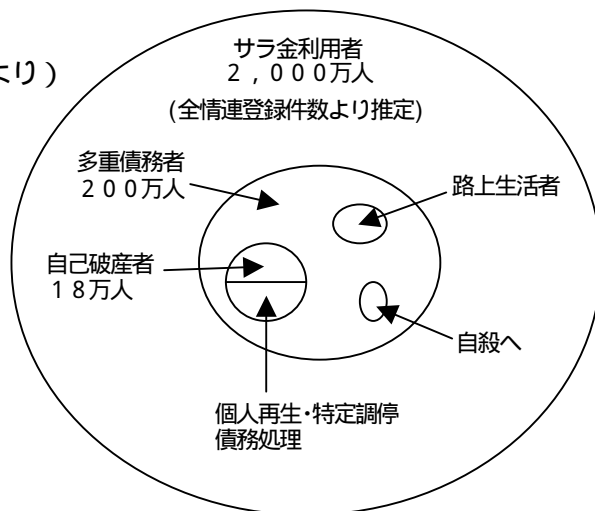 より）
サラ金利用者
２，０００万人
(全情連登録件数より推定)
多重債務者
２００万人
路上生活者
自己破産者
１８万人
自殺へ
個人再生・特定調停
債務処理